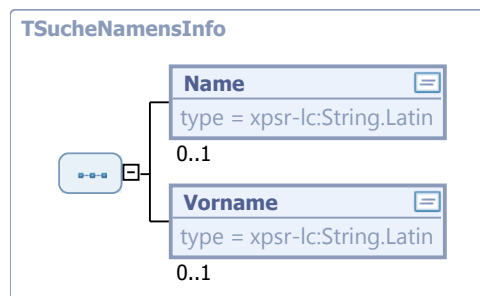 TSucheNamensInfo
Name
type = xpsr-lc:String.Latin
0..1
Vorname
type = xpsr-lc:String.Latin
0..1